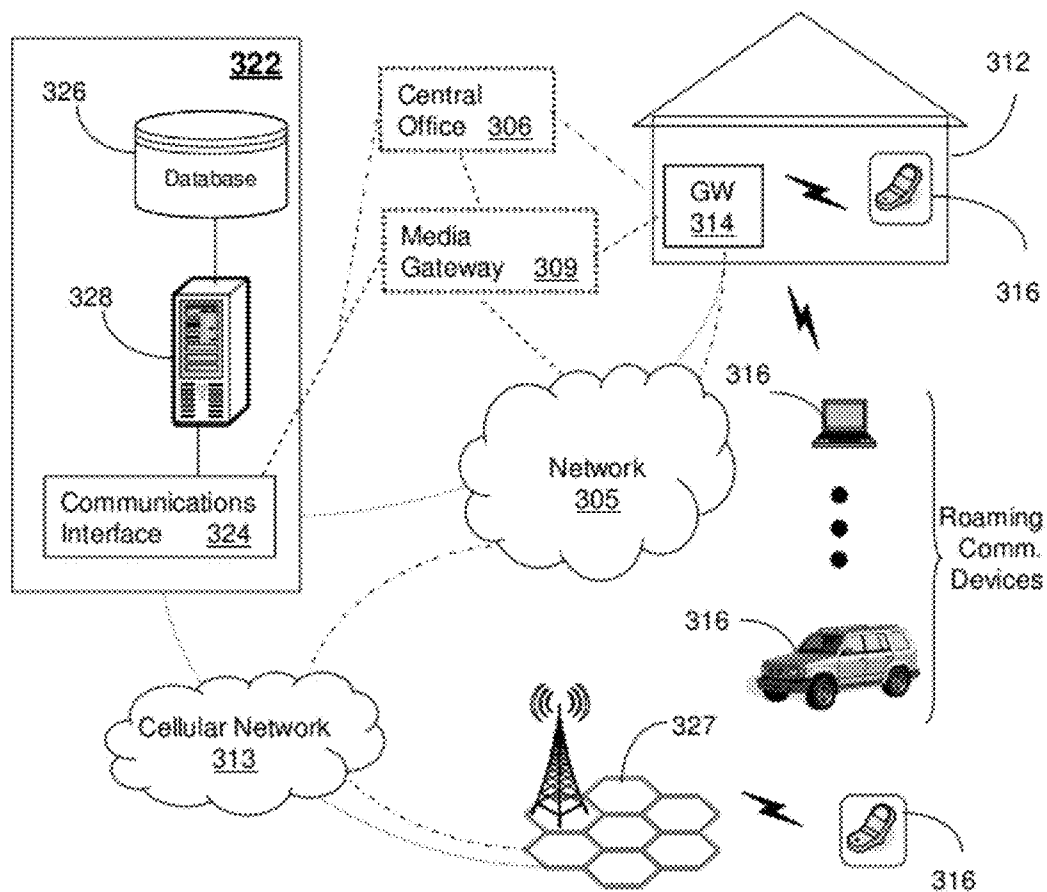 322
326
Database
328
Communications
Interface 324
Central
Office 306
Media
Gateway 309
312
GW
314
316
316
Network
305
Roaming
Comm.
Devices
316
Cellular Network
313
327
316